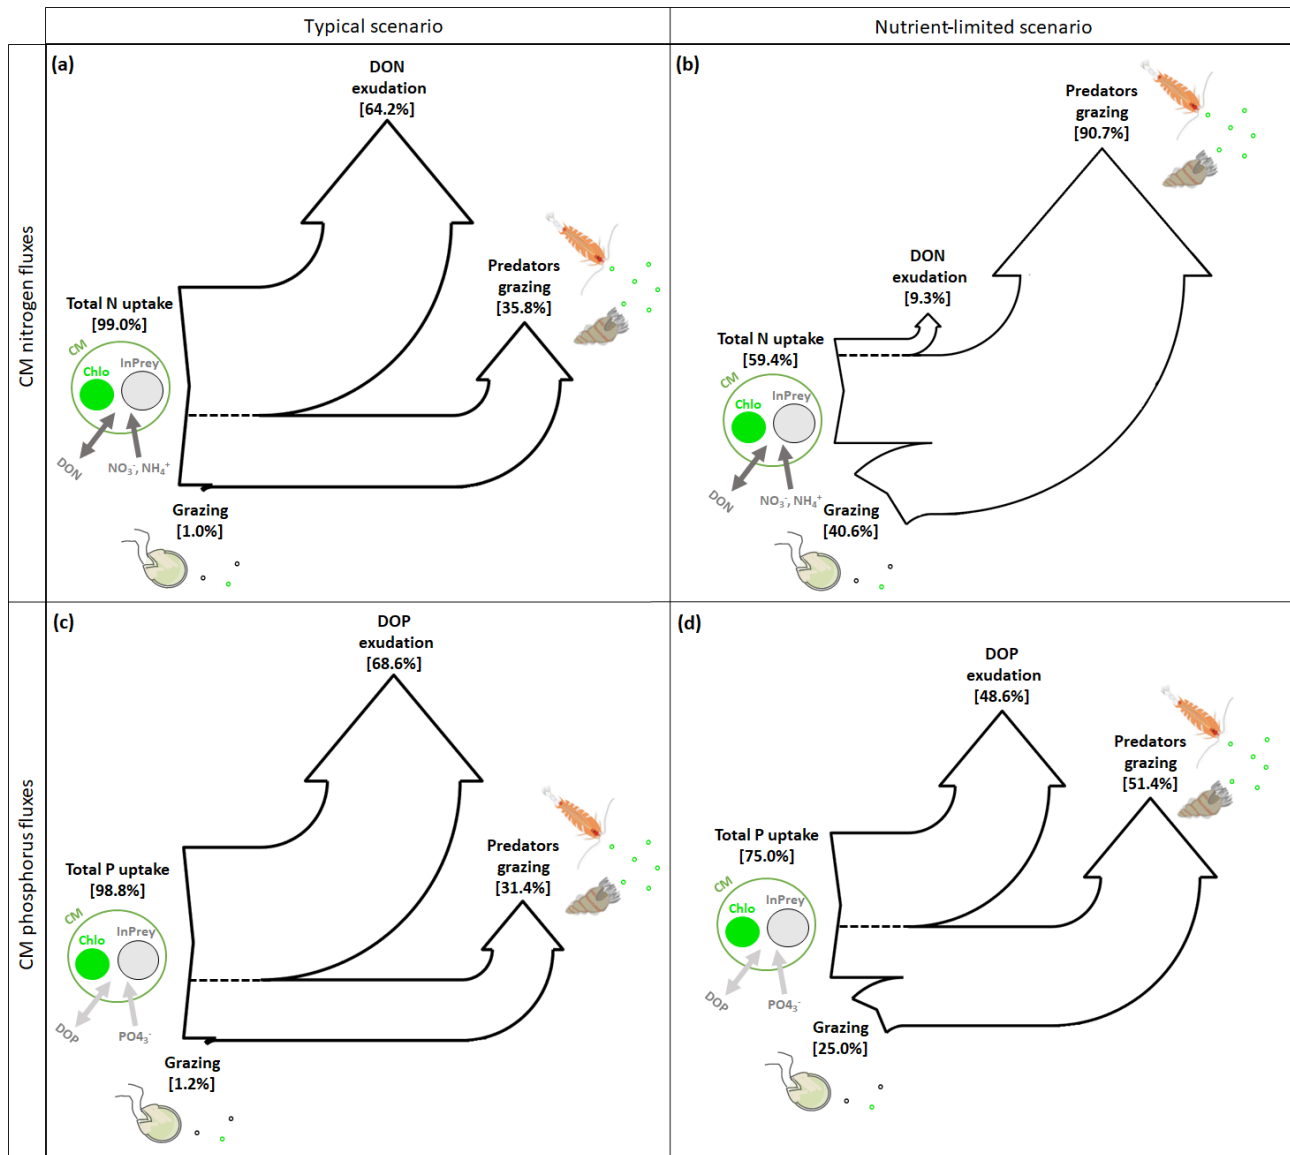 Typical scenario
Nutrient-limited scenario
CM nitrogen fluxes
(a)
DON
exudation
[64.2%]
Predators
grazing
[35.8%]
Total N uptake
[99.0%]
CM
Chlo
InPrey
DON
NO₃⁻, NH₄⁺
Grazing
[1.0%]
(b)
Predators
grazing
[90.7%]
DON
exudation
[9.3%]
Total N uptake
[59.4%]
CM
Chlo
InPrey
DON
NO₃⁻, NH₄⁺
Grazing
[40.6%]
CM phosphorus fluxes
(c)
DOP
exudation
[68.6%]
Predators
grazing
[31.4%]
Total P uptake
[98.8%]
CM
Chlo
InPrey
DOP
PO4₃⁻
Grazing
[1.2%]
(d)
DOP
exudation
[48.6%]
Predators
grazing
[51.4%]
Total P uptake
[75.0%]
CM
Chlo
InPrey
DOP
PO4₃⁻
Grazing
[25.0%]